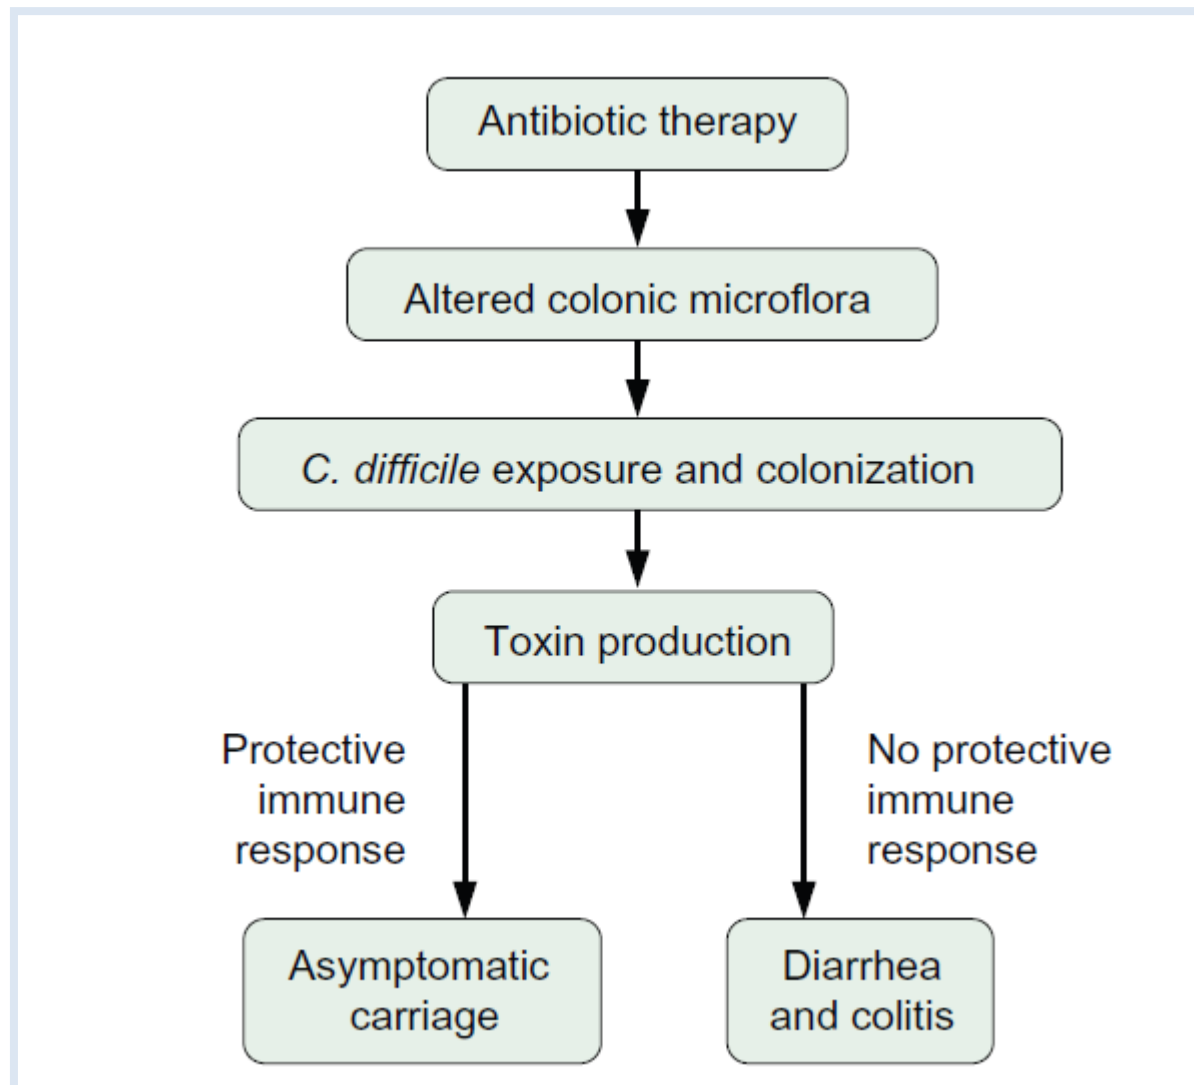 Antibiotic therapy
Altered colonic microflora
C. difficile exposure and colonization
Toxin production
Protective
immune
response
No protective
immune
response
Asymptomatic
carriage
Diarrhea
and colitis